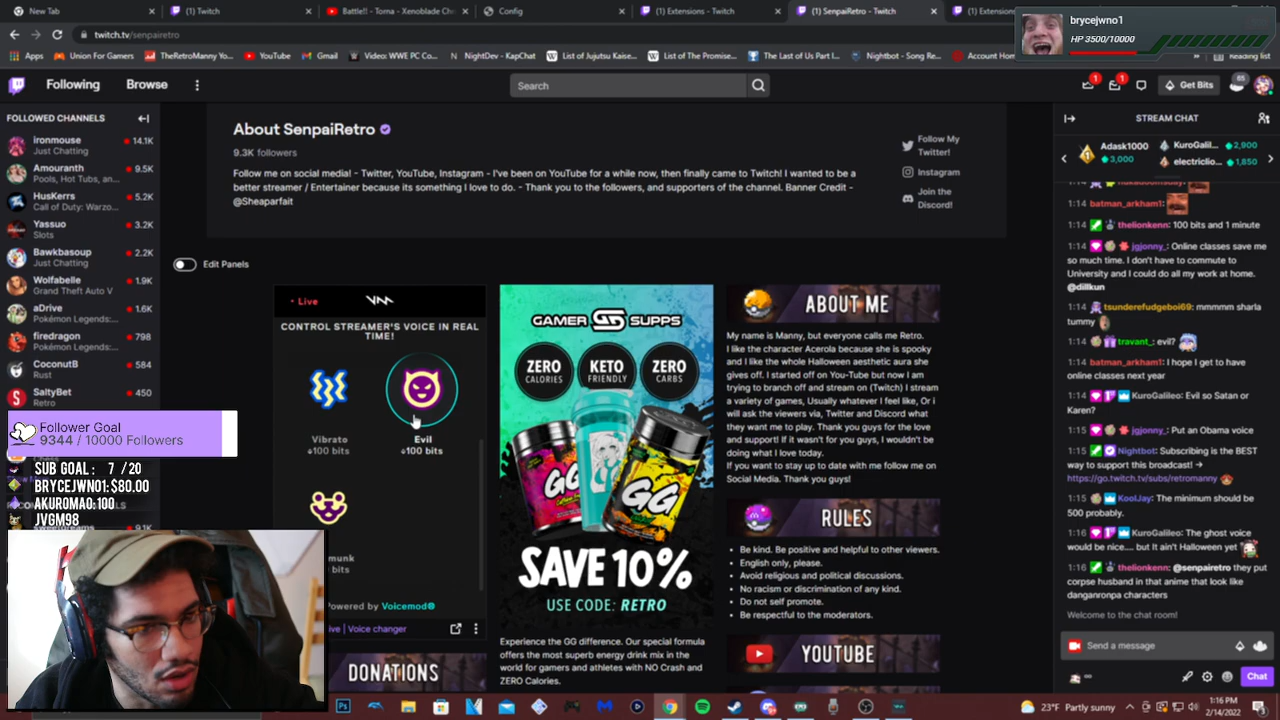 New Tab
(1) Twitch
Battle!! - Torna - Xenoblade Ch
Config
(1) Extensions - Twitch
(1) SenpaiRetro - Twitch
(1) Extensions
brycejwno1
HP 3500/10000
twitch.tv/senpairetro
Apps
Union For Gamers
TheRetroManny - Yo
YouTube
Gmail
Video: WWE PC Co...
NightDev - KapChat
List of Jujutsu Kaise...
List of The Promise...
The Last of Us Part I...
Nightbot - Song Re...
Account Hom
Reading list
Following
Browse
Search
1
1
Get Bits
65
FOLLOWED CHANNELS
ironmouse
14.1K
Just Chatting
Amouranth
9.5K
Pools, Hot Tubs, an...
HusKerrs
5.2K
Call of Duty: Warzo...
Yassuo
3.2K
Slots
Bawkbasoup
2.2K
Just Chatting
Wolfabelle
1.9K
Grand Theft Auto V
aDrive
1.6K
Pokémon Legends:...
firedragon
798
Pokémon Legends:...
CoconutB
584
Rust
SaltyBet
450
Retro
Follower Goal
9344 / 10000 Followers
SUB GOAL : 7 /20
BRYCEJWNO1: $80.00
AKUROMA0: 100
JVGM98
9.1K
About SenpaiRetro
9.3K followers
Follow me on social media! - Twitter, YouTube, Instagram - I've been on YouTube for a while now, then finally came to Twitch! I wanted to be a
better streamer / Entertainer because its something I love to do. - Thank you to the followers, and supporters of the channel. Banner Credit -
@Sheaparfait
Follow My
Twitter!
Instagram
Join the
Discord!
Edit Panels
Live
CONTROL STREAMER'S VOICE IN REAL
TIME!
Vibrato
100 bits
Evil
100 bits
munk
bits
owered by Voicemod®
ive | Voice changer
DONATIONS
GAMER SUPPS
ZERO
CALORIES
KETO
FRIENDLY
ZERO
CARBS
GG
GG
SAVE 10%
USE CODE: RETRO
Experience the GG difference. Our special formula
offers the most superb energy drink mix in the
world for gamers and athletes with NO Crash and
ZERO Calories.
ABOUT ME
My name is Manny, but everyone calls me Retro.
I like the character Acerola because she is spooky
and I like the whole Halloween aesthetic aura she
gives off. I started off on You-Tube but now I am
trying to branch off and stream on (Twitch) I stream
a variety of games, Usually whatever I feel like, Or i
will ask the viewers via, Twitter and Discord what
they want me to play. Thank you guys for the love
and support! If it wasn't for you guys, I wouldn't be
doing what I love today.
If you want to stay up to date with me follow me on
Social Media. Thank you guys!
RULES
Be kind. Be positive and helpful to other viewers.
English only, please.
Avoid religious and political discussions.
No racism or discrimination of any kind.
Do not self promote.
Be respectful to the moderators.
YOUTUBE
STREAM CHAT
Adask1000
3,000
KuroGalil...
2,900
electriclio...
1,850
batman_arkham1:
1:14
1:14 thelionkenn: 100 bits and 1 minute
1:14 jgjonny_: Online classes save me
so much time. I don't have to commute to
University and I could do all my work at home.
@dillkun
1:14 tsunderefudgeboi69: mmmmm sharla
tummy
1:14 travant_: evil?
1:14 batman_arkham1: I hope I get to have
online classes next year
1:14 KuroGalileo: Evil so Satan or
Karen?
1:15 jgjonny_: Put an Obama voice
1:15 Nightbot: Subscribing is the BEST
way to support this broadcast! →
https://go.twitch.tv/subs/retromanny
1:15 KoolJay: The minimum should be
500 probably.
1:16 KuroGalileo: The ghost voice
would be nice.... but It ain't Halloween yet
1:16 thelionkenn: @senpairetro they put
corpse husband in that anime that look like
danganronpa characters
Welcome to the chat room!
Send a message
Chat
23°F Partly sunny
1:16 PM
2/14/2022